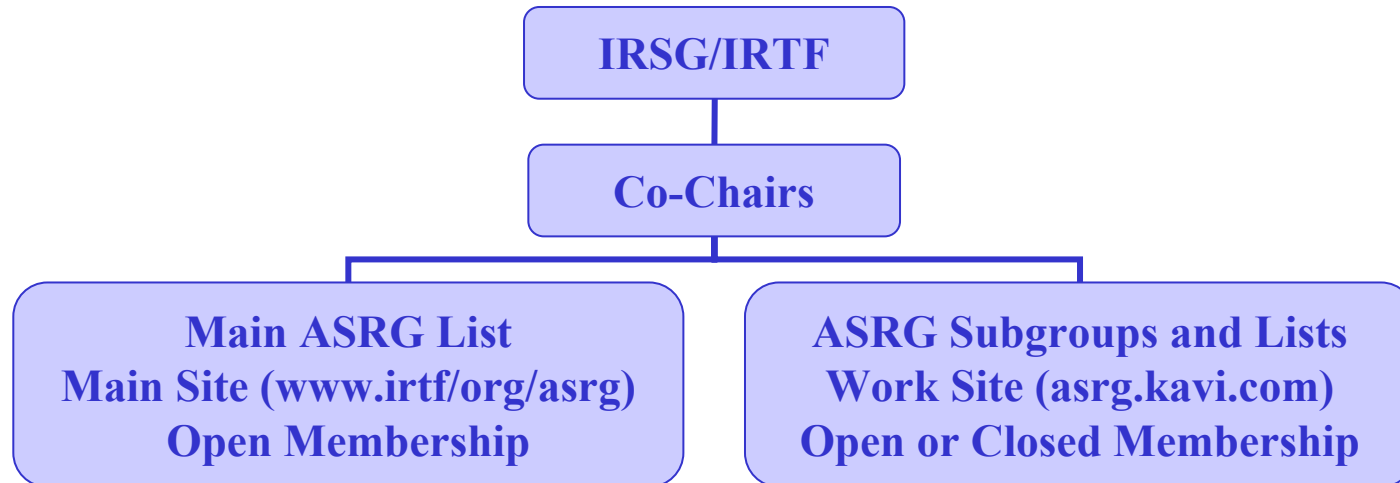 IRSG/IRTF
Co-Chairs
Main ASRG List
Main Site (www.irtf/org/asrg)
Open Membership
ASRG Subgroups and Lists
Work Site (asrg.kavi.com)
Open or Closed Membership